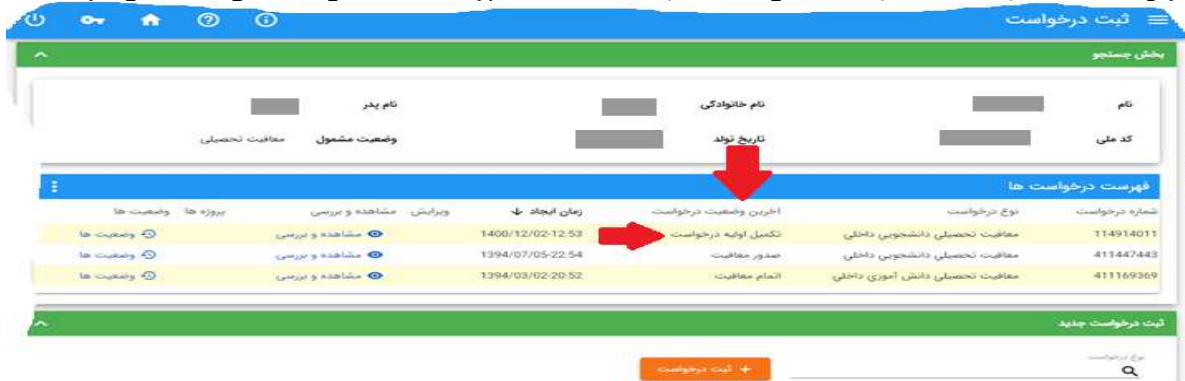 ثبت درخواست
بخش جستجو
نام نام خانوادگی نام پدر
کد ملی تاریخ تولد وضعیت مشمول معافیت تحصیلی
فهرست درخواست ها
شماره درخواست نوع درخواست آخرین وضعیت درخواست زمان ایجاد ویرایش مشاهده و بررسی پروژه ها وضعیت ها
114914011 معافیت تحصیلی دانشجویی داخلی تکمیل اولیه درخواست 1400/12/02-12:53 مشاهده و بررسی وضعیت ها
411447443 معافیت تحصیلی دانشجویی داخلی صدور معافیت 1394/07/05-22:54 مشاهده و بررسی وضعیت ها
411169369 معافیت تحصیلی دانش آموزی داخلی اتمام معافیت 1394/03/02-20:52 مشاهده و بررسی وضعیت ها
ثبت درخواست جدید
نوع درخواست
+ ثبت درخواست